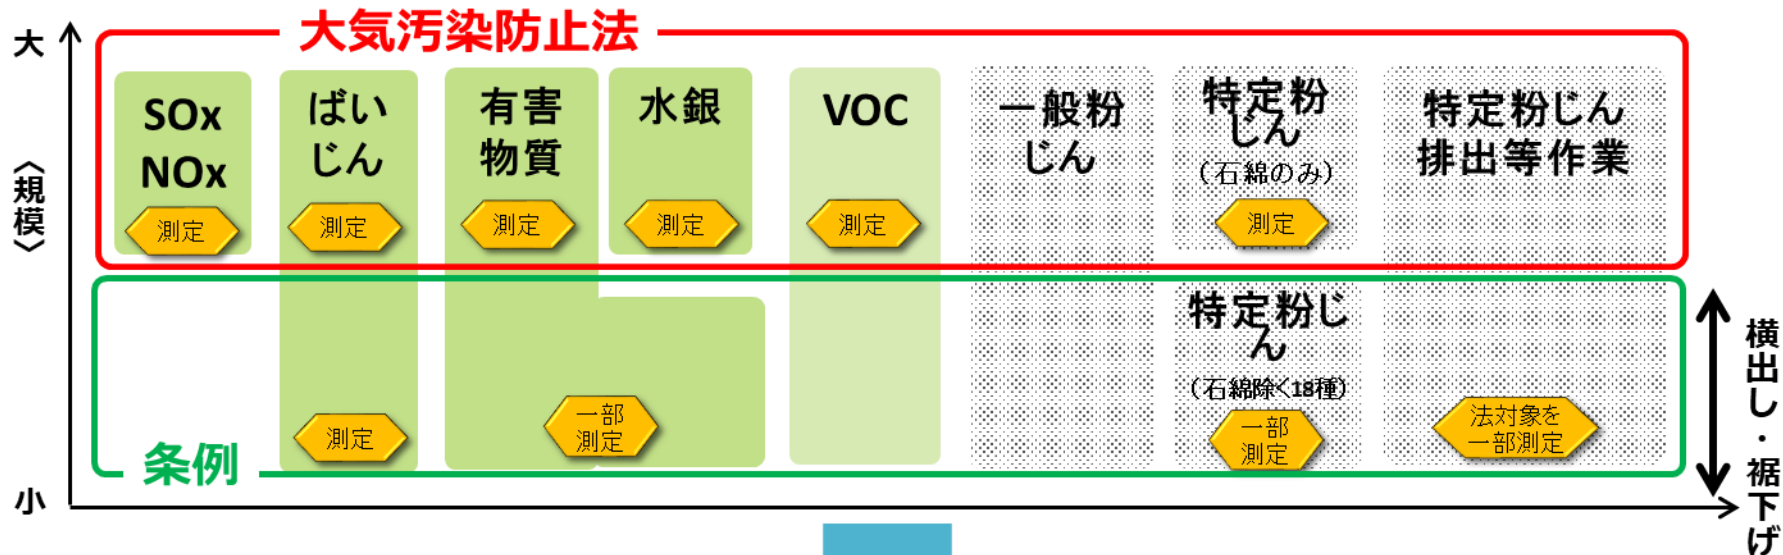 大気汚染防止法
大
〈規模〉
小
SOx
NOx
測定
ばい
じん
測定
有害
物質
測定
水銀
測定
VOC
測定
一般粉
じん
特定粉
じん
（石綿のみ）
測定
特定粉じん
排出等作業
条例
測定
一部
測定
特定粉じ
ん
（石綿除く18種）
一部
測定
法対象を
一部測定
横出し・裾下げ